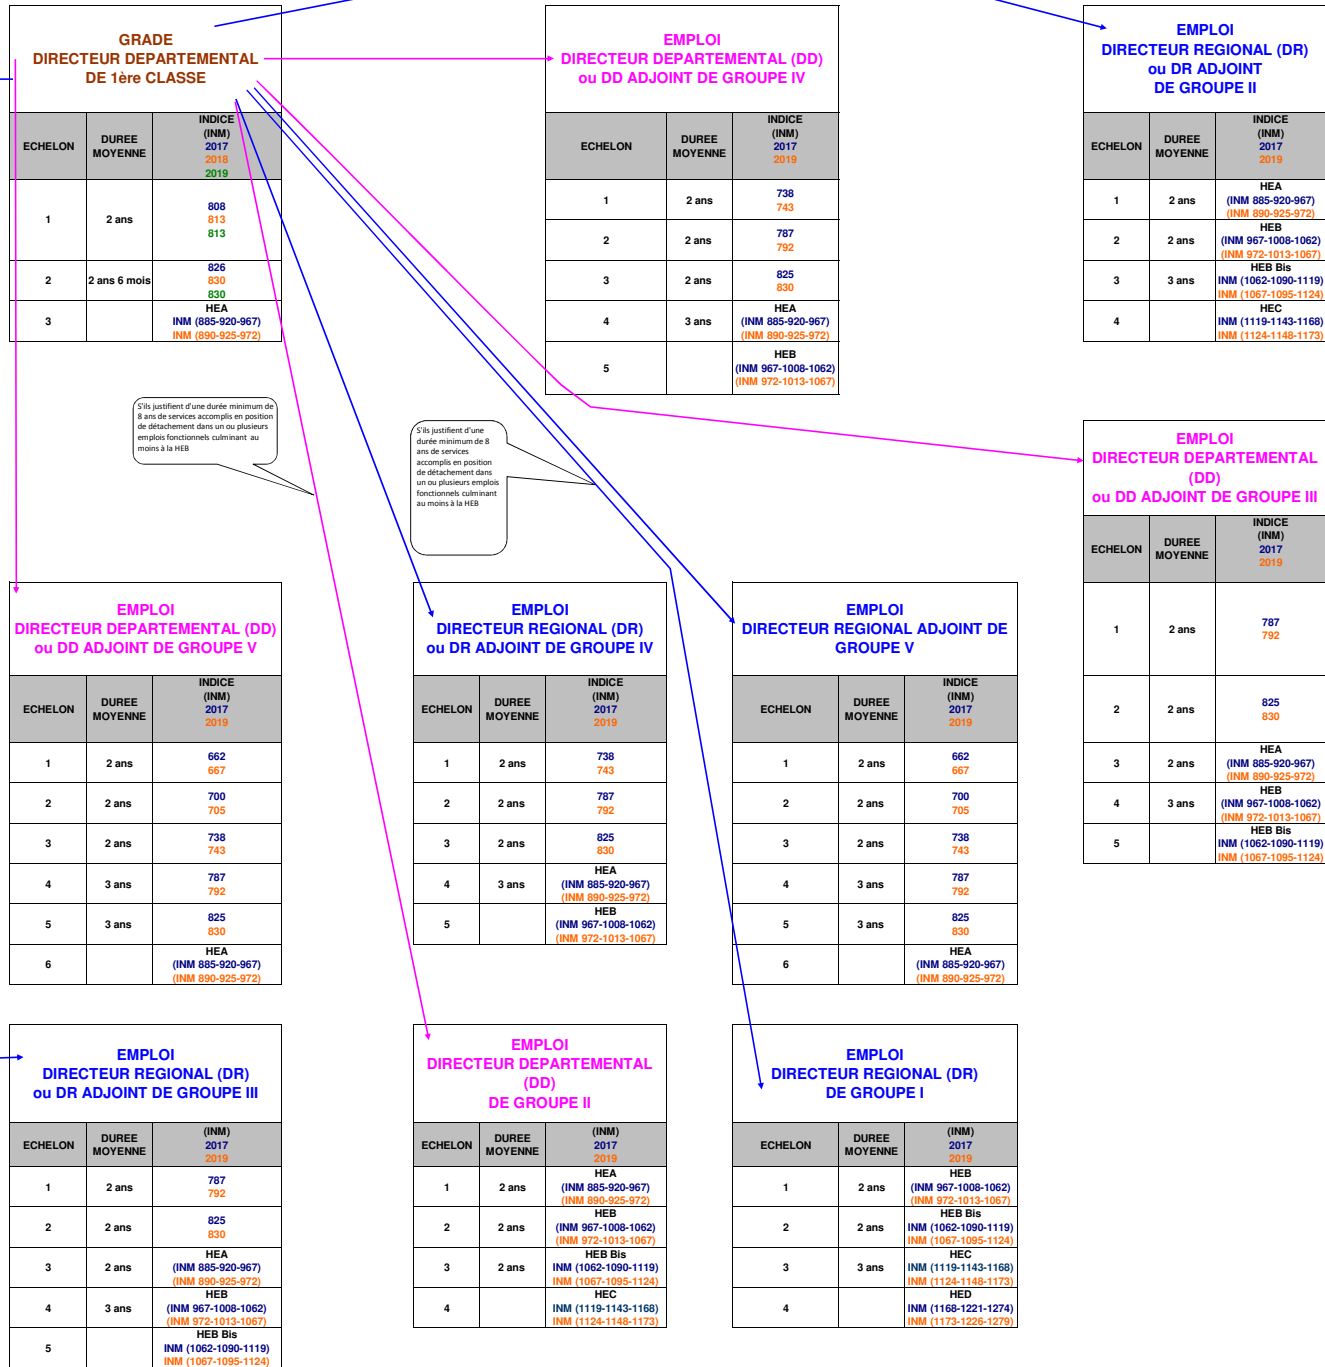 GRADE
DIRECTEUR DEPARTEMENTAL
DE 1ère CLASSE
ECHELON
DUREE
MOYENNE
INDICE
(INM)
2017
2018
2019
1
2 ans
808
813
813
2
2 ans 6 mois
826
830
830
3
HEA
INM (885-920-967)
INM (890-925-972)
EMPLOI
DIRECTEUR DEPARTEMENTAL (DD)
ou DD ADJOINT DE GROUPE IV
ECHELON
DUREE
MOYENNE
INDICE
(INM)
2017
2019
1
2 ans
738
743
2
2 ans
787
792
3
2 ans
825
830
4
3 ans
HEA
(INM 885-920-967)
(INM 890-925-972)
5
HEB
(INM 967-1008-1062)
(INM 972-1013-1067)
EMPLOI
DIRECTEUR REGIONAL (DR)
ou DR ADJOINT
DE GROUPE II
ECHELON
DUREE
MOYENNE
INDICE
(INM)
2017
2019
1
2 ans
HEA
(INM 885-920-967)
(INM 890-925-972)
2
2 ans
HEB
(INM 967-1008-1062)
(INM 972-1013-1067)
3
3 ans
HEB Bis
INM (1062-1090-1119)
INM (1067-1095-1124)
4
HEC
INM (1119-1143-1168)
INM (1124-1148-1173)
S'ils justifient d'une durée minimum de
8 ans de services accomplis en position
de détachement dans un ou plusieurs
emplois fonctionnels culminant au
moins à la HEB
S'ils justifient d'une
durée minimum de 8
ans de services
accomplis en position
de détachement dans
un ou plusieurs emplois
fonctionnels culminant
au moins à la HEB
EMPLOI
DIRECTEUR DEPARTEMENTAL
(DD)
ou DD ADJOINT DE GROUPE III
ECHELON
DUREE
MOYENNE
INDICE
(INM)
2017
2019
1
2 ans
787
792
2
2 ans
825
830
3
2 ans
HEA
(INM 885-920-967)
(INM 890-925-972)
4
3 ans
HEB
(INM 967-1008-1062)
(INM 972-1013-1067)
5
HEB Bis
INM (1062-1090-1119)
INM (1067-1095-1124)
EMPLOI
DIRECTEUR DEPARTEMENTAL (DD)
ou DD ADJOINT DE GROUPE V
ECHELON
DUREE
MOYENNE
INDICE
(INM)
2017
2019
1
2 ans
662
667
2
2 ans
700
705
3
2 ans
738
743
4
3 ans
787
792
5
3 ans
825
830
6
HEA
(INM 885-920-967)
(INM 890-925-972)
EMPLOI
DIRECTEUR REGIONAL (DR)
ou DR ADJOINT DE GROUPE IV
ECHELON
DUREE
MOYENNE
INDICE
(INM)
2017
2019
1
2 ans
738
743
2
2 ans
787
792
3
2 ans
825
830
4
3 ans
HEA
(INM 885-920-967)
(INM 890-925-972)
5
HEB
(INM 967-1008-1062)
(INM 972-1013-1067)
EMPLOI
DIRECTEUR REGIONAL ADJOINT DE
GROUPE V
ECHELON
DUREE
MOYENNE
INDICE
(INM)
2017
2019
1
2 ans
662
667
2
2 ans
700
705
3
2 ans
738
743
4
3 ans
787
792
5
3 ans
825
830
6
HEA
(INM 885-920-967)
(INM 890-925-972)
EMPLOI
DIRECTEUR REGIONAL (DR)
ou DR ADJOINT DE GROUPE III
ECHELON
DUREE
MOYENNE
(INM)
2017
2019
1
2 ans
787
792
2
2 ans
825
830
3
2 ans
HEA
(INM 885-920-967)
(INM 890-925-972)
4
3 ans
HEB
(INM 967-1008-1062)
(INM 972-1013-1067)
5
HEB Bis
INM (1062-1090-1119)
INM (1067-1095-1124)
EMPLOI
DIRECTEUR DEPARTEMENTAL
(DD)
DE GROUPE II
ECHELON
DUREE
MOYENNE
(INM)
2017
2019
1
2 ans
HEA
(INM 885-920-967)
(INM 890-925-972)
2
2 ans
HEB
(INM 967-1008-1062)
(INM 972-1013-1067)
3
2 ans
HEB Bis
INM (1062-1090-1119)
INM (1067-1095-1124)
4
HEC
INM (1119-1143-1168)
INM (1124-1148-1173)
EMPLOI
DIRECTEUR REGIONAL (DR)
DE GROUPE I
ECHELON
DUREE
MOYENNE
(INM)
2017
2019
1
2 ans
HEB
(INM 967-1008-1062)
(INM 972-1013-1067)
2
2 ans
HEB Bis
INM (1062-1090-1119)
INM (1067-1095-1124)
3
3 ans
HEC
INM (1119-1143-1168)
INM (1124-1148-1173)
4
HED
INM (1168-1221-1274)
INM (1173-1226-1279)